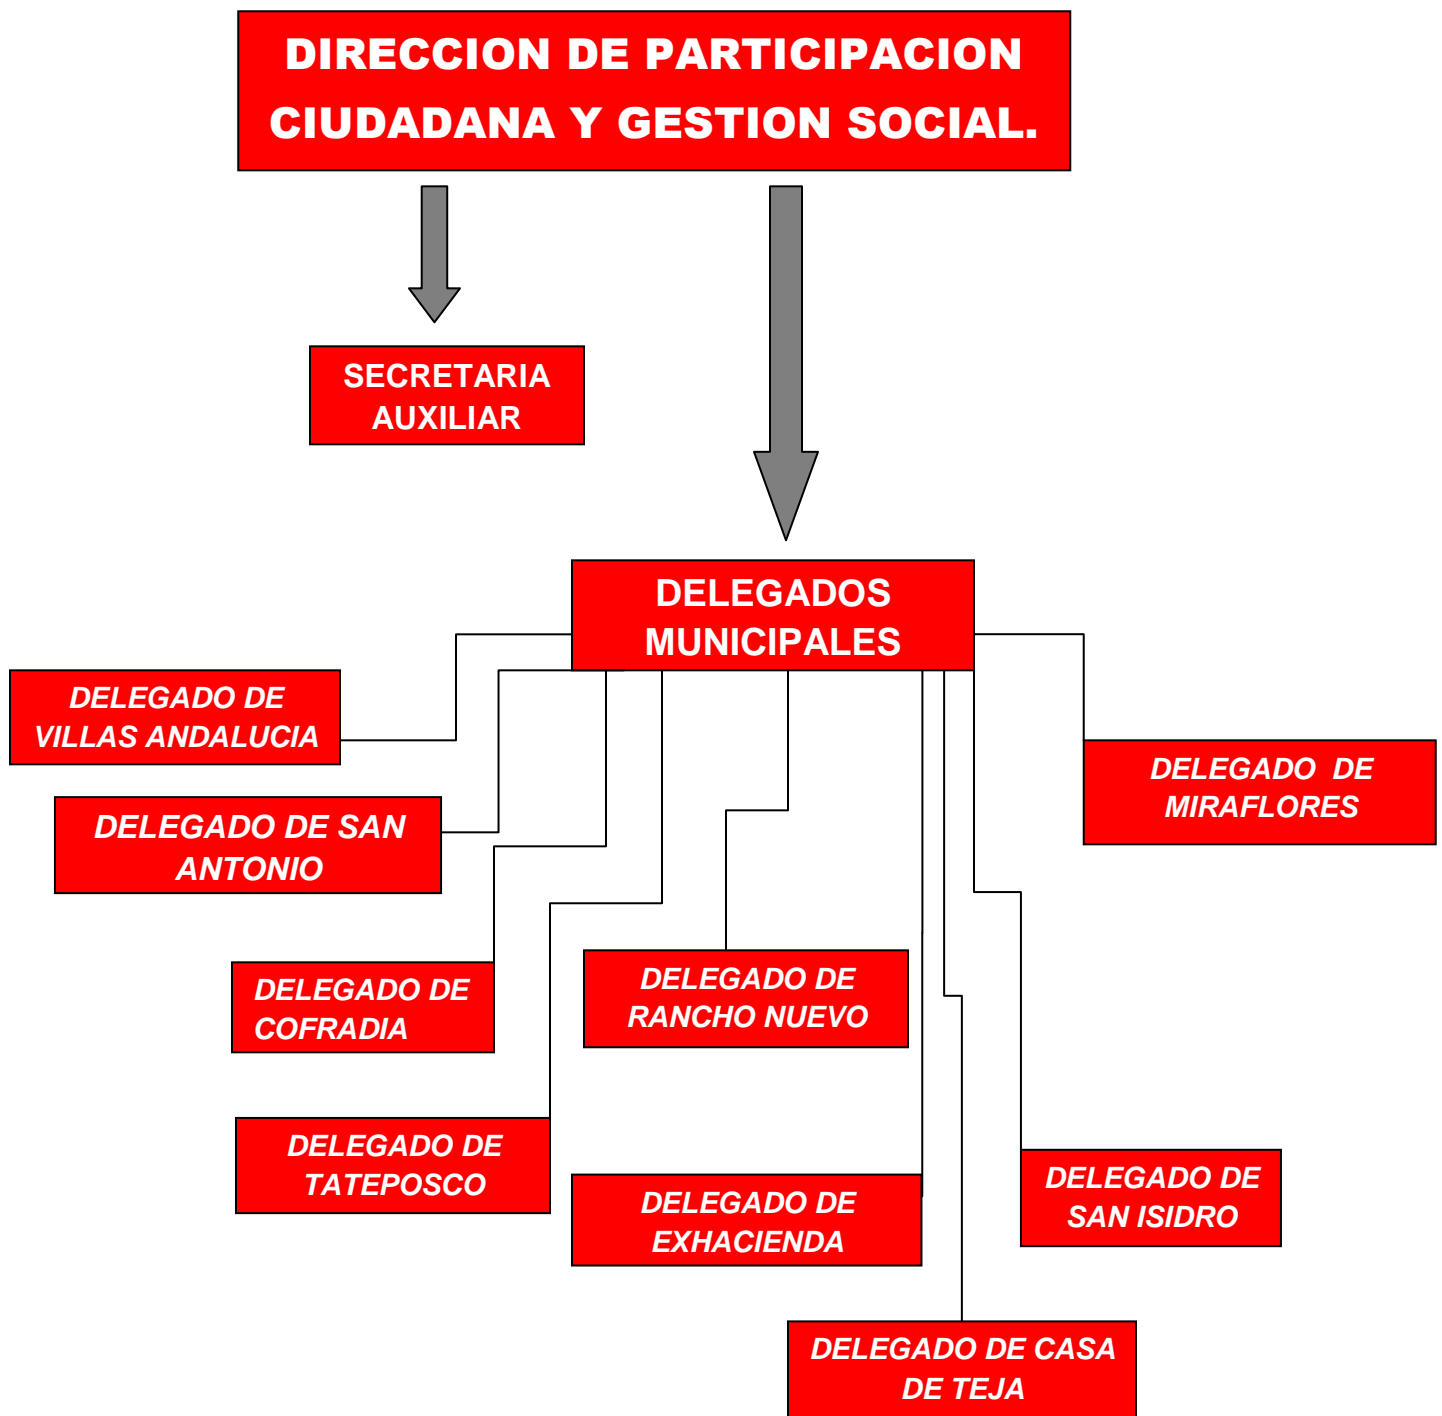 DIRECCION DE PARTICIPACION
CIUDADANA Y GESTION SOCIAL.
SECRETARIA
AUXILIAR
DELEGADOS
MUNICIPALES
DELEGADO DE
VILLAS ANDALUCIA
DELEGADO DE SAN
ANTONIO
DELEGADO DE
MIRAFLORES
DELEGADO DE
COFRADIA
DELEGADO DE
RANCHO NUEVO
DELEGADO DE
TATEPOSCO
DELEGADO DE
EXHACIENDA
DELEGADO DE
SAN ISIDRO
DELEGADO DE CASA
DE TEJA